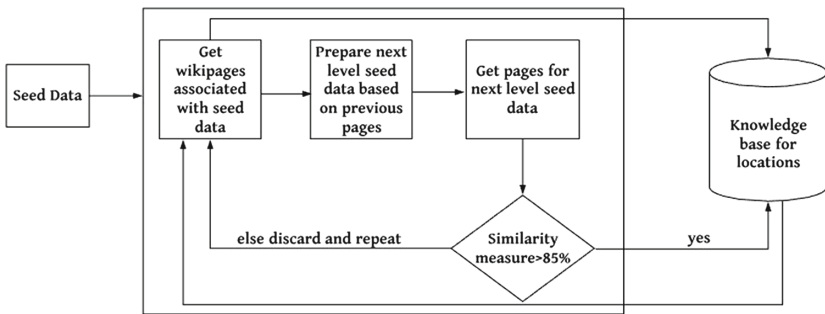 Seed Data
Get
wikipages
associated
with seed
data
Prepare next
level seed
data based
on previous
pages
Get pages for
next level seed
data
Knowledge
base for
locations
else discard and repeat
Similarity
measure>85%
yes